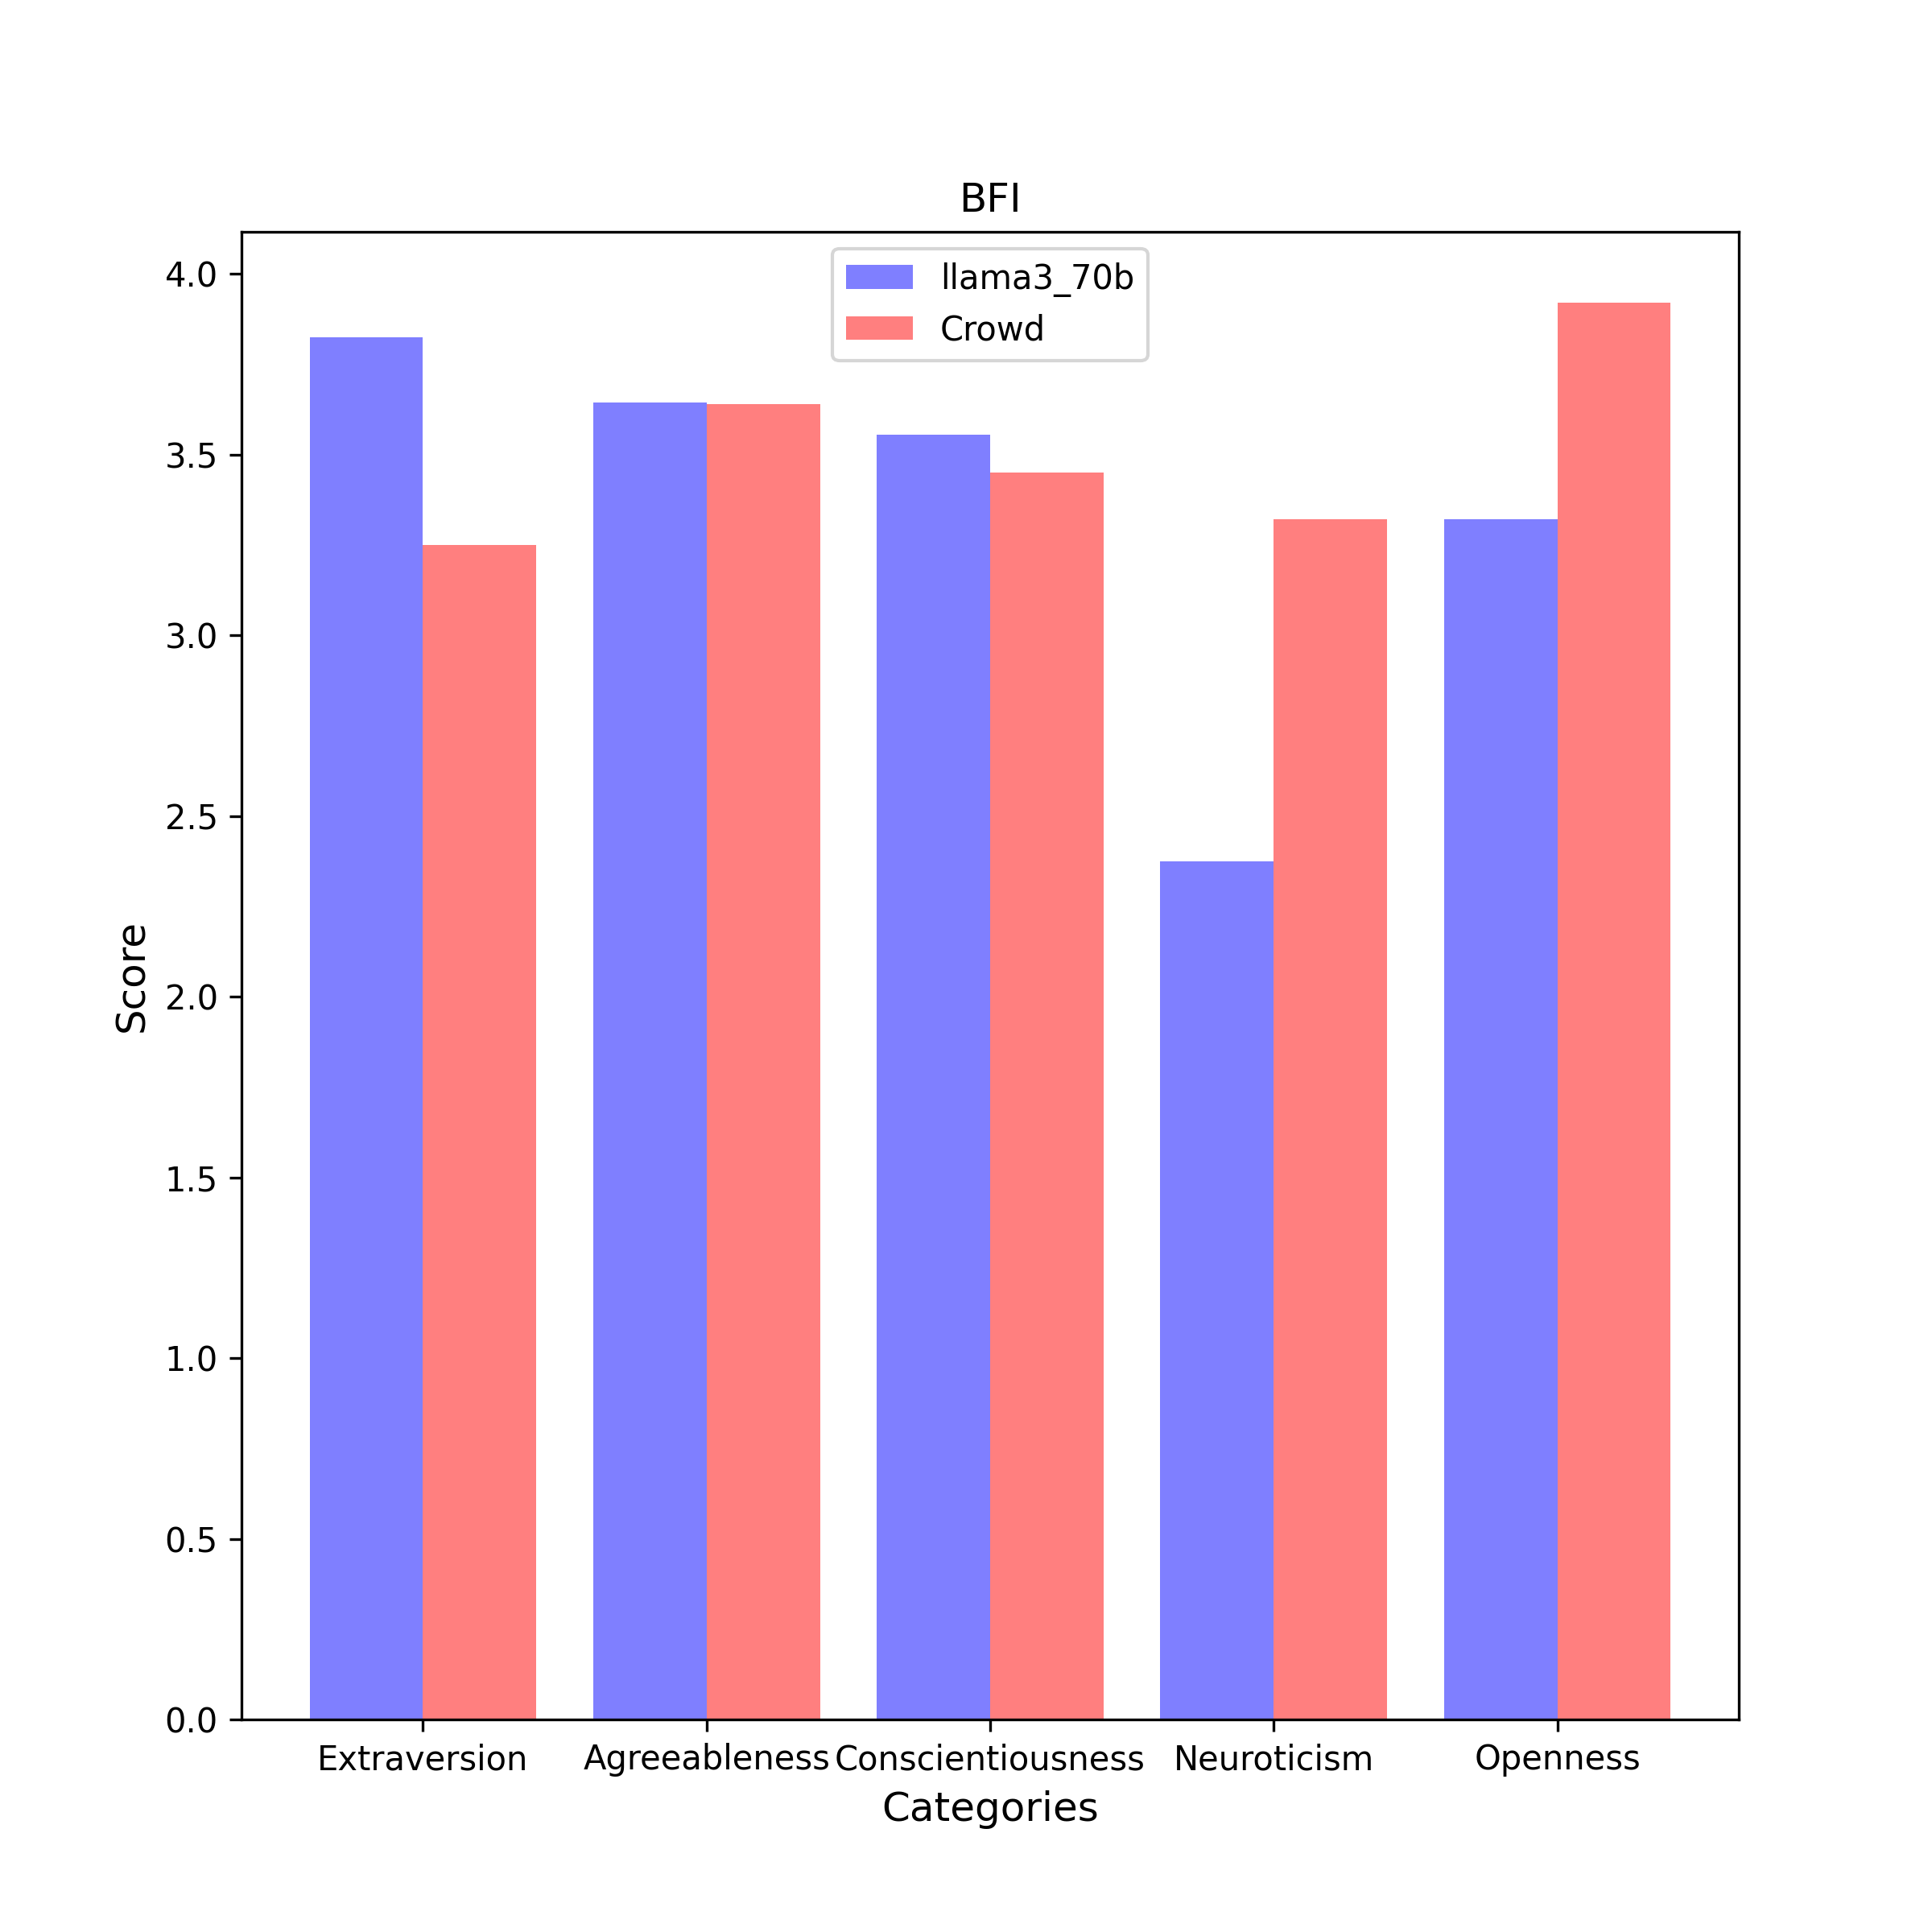 BFI
llama3_70b
Crowd
4.0
3.5
3.0
2.5
2.0
1.5
1.0
0.5
0.0
Score
Extraversion Agreeableness Conscientiousness Neuroticism Openness
Categories